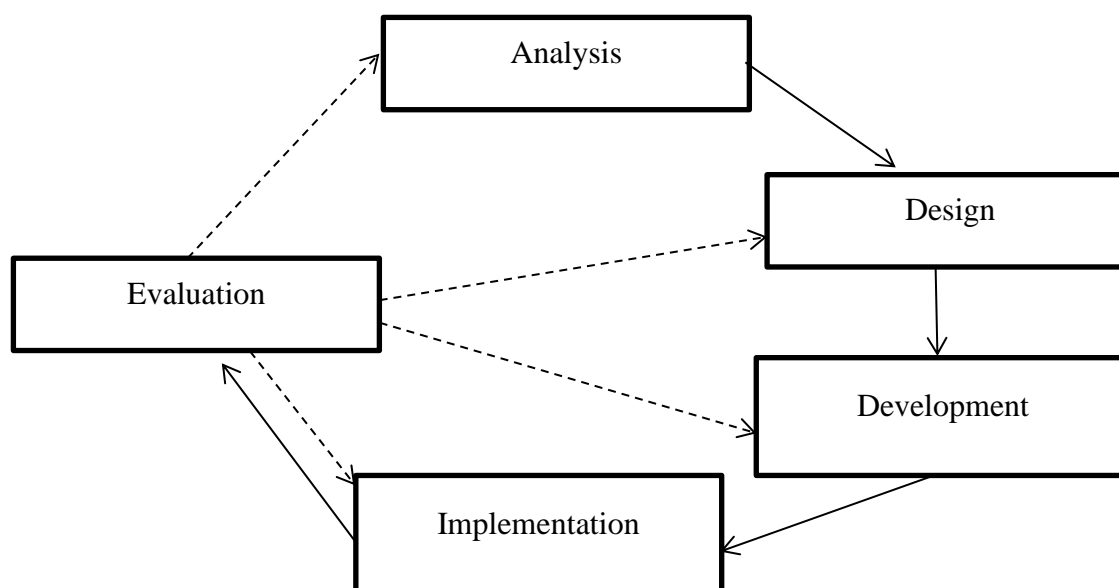 Analysis
Design
Evaluation
Development
Implementation